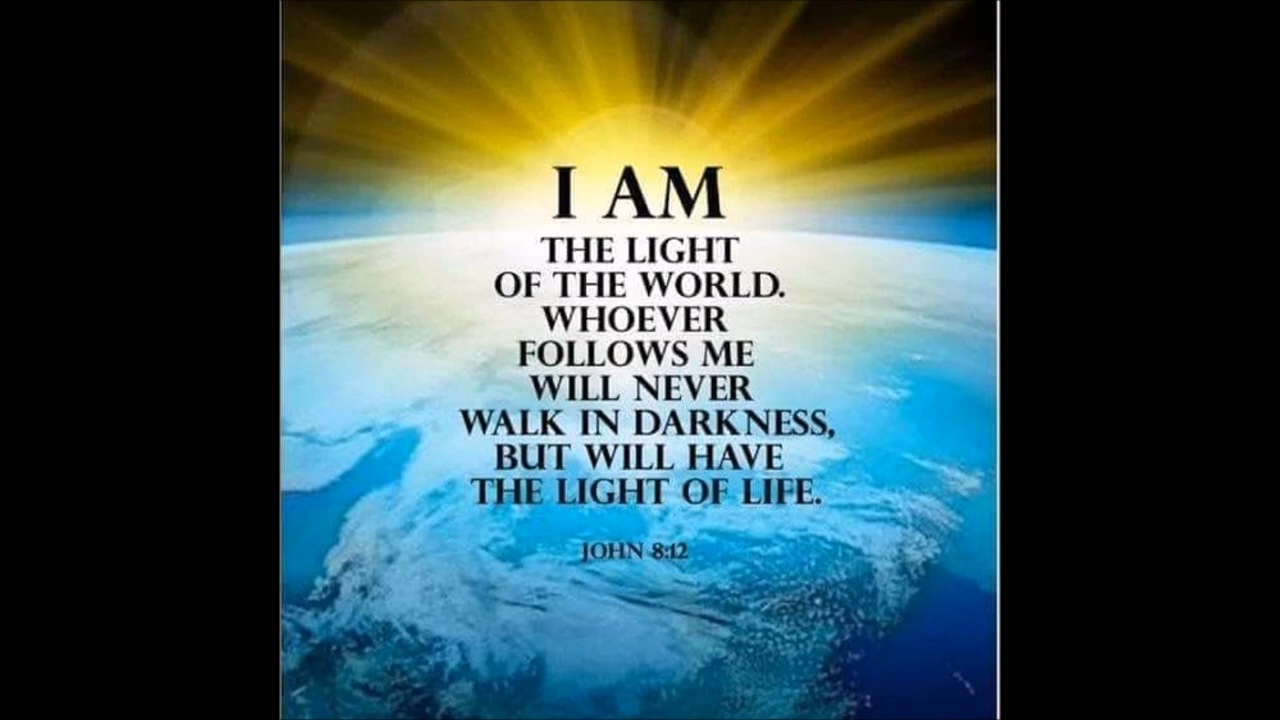 I AM
THE LIGHT
OF THE WORLD.
WHOEVER
FOLLOWS ME
WILL NEVER
WALK IN DARKNESS,
BUT WILL HAVE
THE LIGHT OF LIFE.
JOHN 8:12